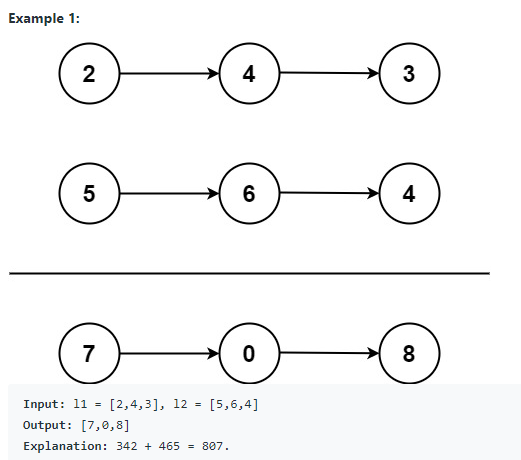 Example 1:
2 4 3
5 6 4
7 0 8
Input: l1 = [2,4,3], l2 = [5,6,4]
Output: [7,0,8]
Explanation: 342 + 465 = 807.